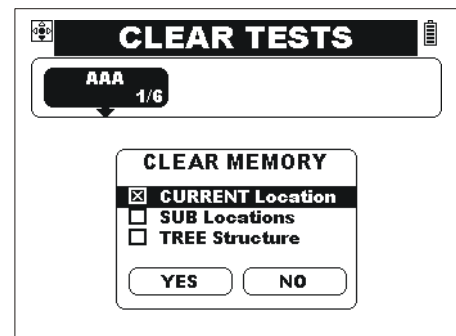 CLEAR TESTS
AAA
1/6
CLEAR MEMORY
CURRENT Location
SUB Locations
TREE Structure
YES NO